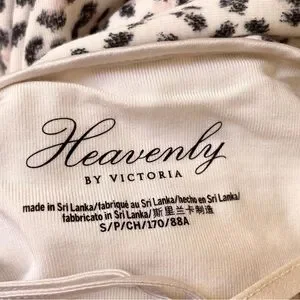 Heavenly
BY VICTORIA
made in Sri Lanka/fabriqué au Sri Lanka/hecho en Sri Lanka/
fabbricato in Sri Lanka/斯里兰卡制造
S/P/CH/170/88A